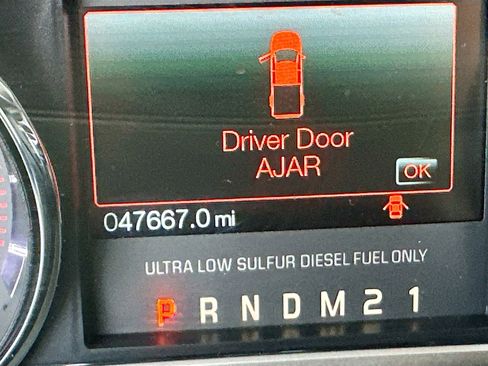 Driver Door
AJAR
OK
047667.0 mi
ULTRA LOW SULFUR DIESEL FUEL ONLY
P R N D M 2 1